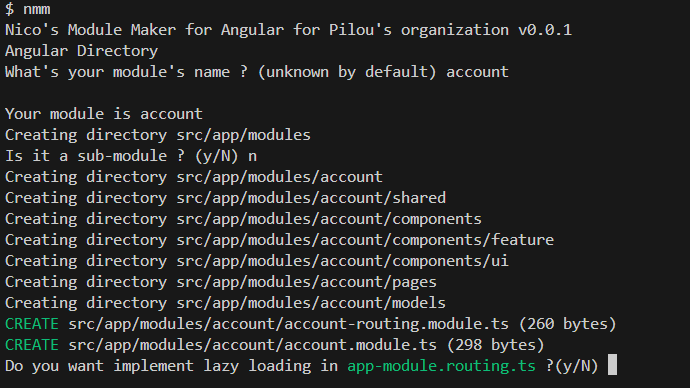 $ nmm
Nico's Module Maker for Angular for Pilou's organization v0.0.1
Angular Directory
What's your module's name ? (unknown by default) account
Your module is account
Creating directory src/app/modules
Is it a sub-module ? (y/N) n
Creating directory src/app/modules/account
Creating directory src/app/modules/account/shared
Creating directory src/app/modules/account/components
Creating directory src/app/modules/account/components/feature
Creating directory src/app/modules/account/components/ui
Creating directory src/app/modules/account/pages
Creating directory src/app/modules/account/models
CREATE src/app/modules/account/account-routing.module.ts (260 bytes)
CREATE src/app/modules/account/account.module.ts (298 bytes)
Do you want implement lazy loading in app-module.routing.ts ?(y/N)